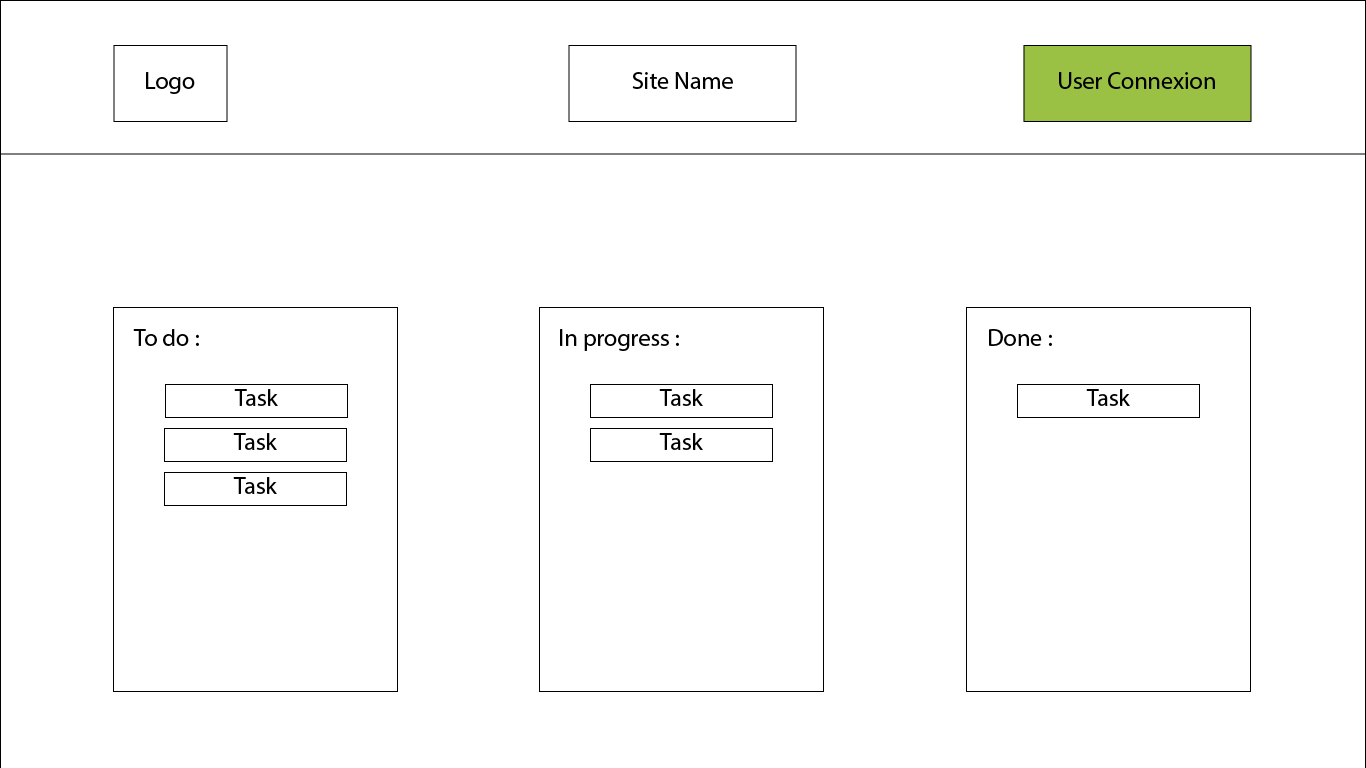 Logo
Site Name
User Connexion
To do :
Task
Task
Task
In progress :
Task
Task
Done :
Task